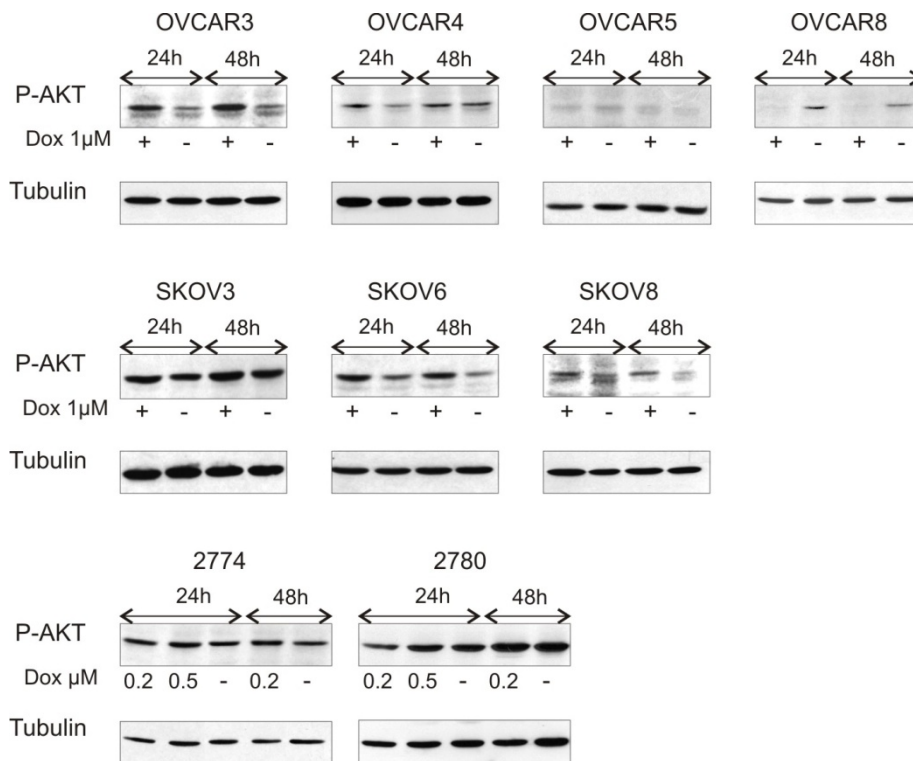 OVCAR3 OVCAR4 OVCAR5 OVCAR8
24h 48h 24h 48h 24h 48h 24h 48h
P-AKT
Dox 1µM + - + - + - + - + - + - + - + -
Tubulin
SKOV3 SKOV6 SKOV8
24h 48h 24h 48h 24h 48h
P-AKT
Dox 1µM + - + - + - + - + - + -
Tubulin
2774 2780
24h 48h 24h 48h
P-AKT
Dox µM 0.2 0.5 - 0.2 - 0.2 0.5 - 0.2 -
Tubulin